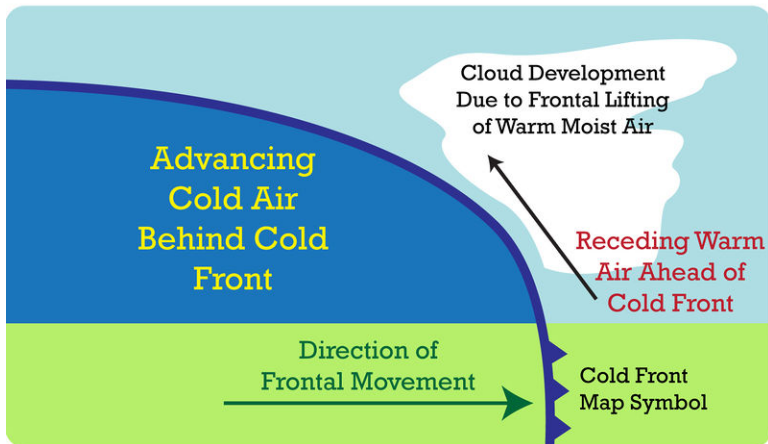 Cloud Development
Due to Frontal Lifting
of Warm Moist Air
Advancing
Cold Air
Behind Cold
Front
Receding Warm
Air Ahead of
Cold Front
Direction of
Frontal Movement
Cold Front
Map Symbol